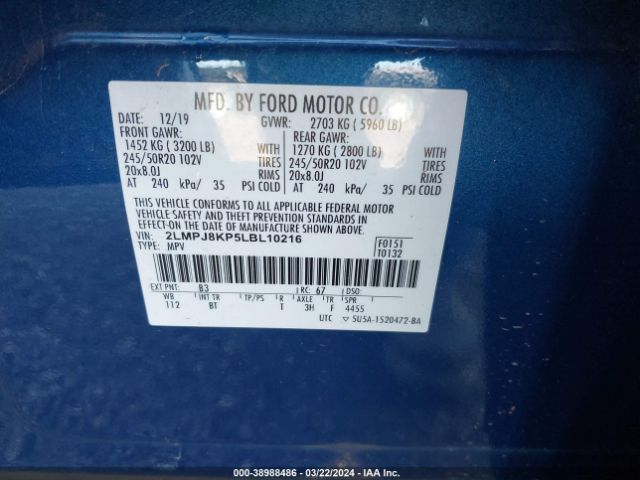 MFD. BY FORD MOTOR CO.
DATE: 12/19 GVWR: 2703 KG ( 5960 LB)
FRONT GAWR: REAR GAWR:
1452 KG ( 3200 LB) WITH 1270 KG ( 2800 LB) WITH
245/50R20 102V TIRES 245/50R20 102V TIRES
20x8.0J RIMS 20x8.0J RIMS
AT 240 kPa/ 35 PSI COLD AT 240 kPa/ 35 PSI COLD
THIS VEHICLE CONFORMS TO ALL APPLICABLE FEDERAL MOTOR
VEHICLE SAFETY AND THEFT PREVENTION STANDARDS IN
EFFECT ON THE DATE OF MANUFACTURE SHOWN ABOVE.
VIN: 2LMPJ8KP5LBL10216 F0151
TYPE: MPV T0132
EXT PNT: B3 RC: 67 DSO:
WB INT TR TP/PS R AXLE TR SPR
112 BT T 3H F 4455
UTC ▽ 5U5A-1520472-BA
000-38988486 - 03/22/2024 - IAA Inc.